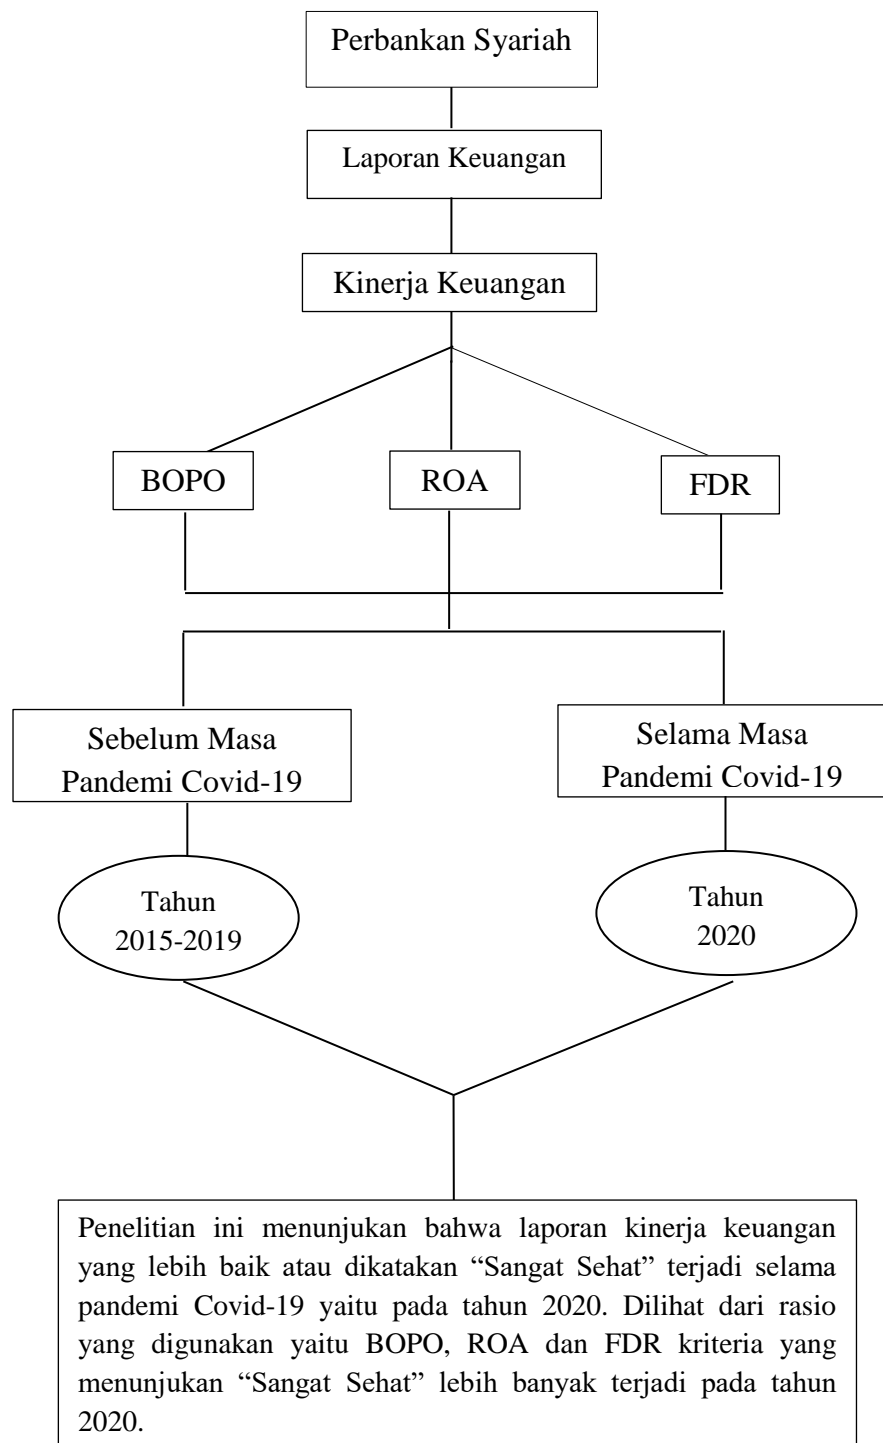 Perbankan Syariah
Laporan Keuangan
Kinerja Keuangan
BOPO
ROA
FDR
Sebelum Masa
Pandemi Covid-19
Selama Masa
Pandemi Covid-19
Tahun
2015-2019
Tahun
2020
Penelitian ini menunjukan bahwa laporan kinerja keuangan
yang lebih baik atau dikatakan “Sangat Sehat” terjadi selama
pandemi Covid-19 yaitu pada tahun 2020. Dilihat dari rasio
yang digunakan yaitu BOPO, ROA dan FDR kriteria yang
menunjukan “Sangat Sehat” lebih banyak terjadi pada tahun
2020.